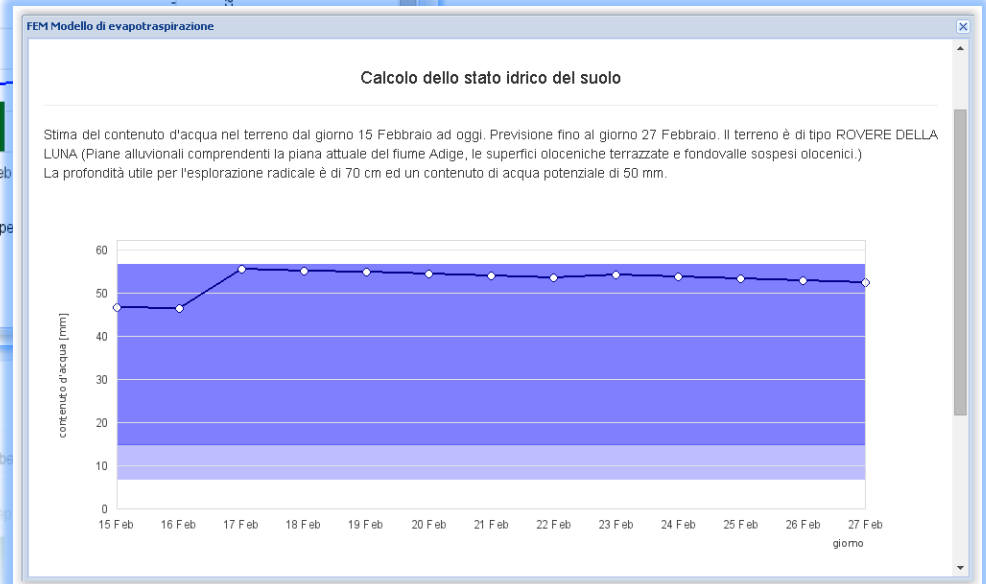 FEM Modello di evapotraspirazione
Calcolo dello stato idrico del suolo
Stima del contenuto d'acqua nel terreno dal giorno 15 Febbraio ad oggi. Previsione fino al giorno 27 Febbraio. Il terreno è di tipo ROVERE DELLA
LUNA (Piane alluvionali comprendenti la piana attuale del fiume Adige, le superfici oloceniche terrazzate e fondovalle sospesi olocenici.)
La profondità utile per l'esplorazione radicale è di 70 cm ed un contenuto di acqua potenziale di 50 mm.
60
50
40
30
20
10
0
contenuto d'acqua [mm]
15 Feb 16 Feb 17 Feb 18 Feb 19 Feb 20 Feb 21 Feb 22 Feb 23 Feb 24 Feb 25 Feb 26 Feb 27 Feb
giorno